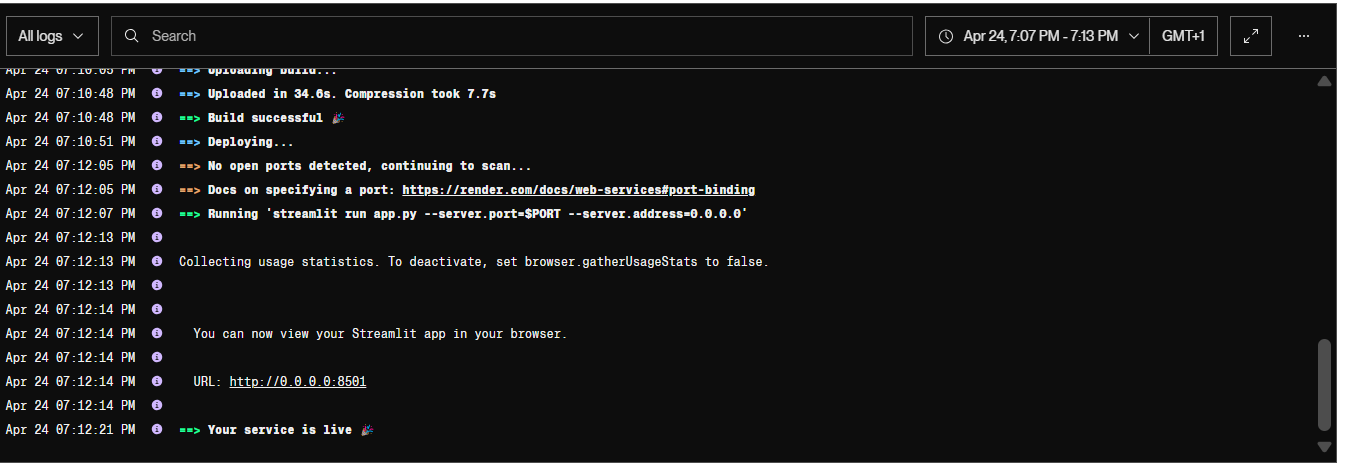 All logs Search Apr 24, 7:07 PM - 7:13 PM GMT+1 ...
Apr 24 07:10:05 PM ==> Uploading build...
Apr 24 07:10:48 PM ==> Uploaded in 34.6s. Compression took 7.7s
Apr 24 07:10:48 PM ==> Build successful 🎉
Apr 24 07:10:51 PM ==> Deploying...
Apr 24 07:12:05 PM ==> No open ports detected, continuing to scan...
Apr 24 07:12:05 PM ==> Docs on specifying a port: https://render.com/docs/web-services#port-binding
Apr 24 07:12:07 PM ==> Running 'streamlit run app.py --server.port=$PORT --server.address=0.0.0.0'
Apr 24 07:12:13 PM
Apr 24 07:12:13 PM Collecting usage statistics. To deactivate, set browser.gatherUsageStats to false.
Apr 24 07:12:13 PM
Apr 24 07:12:14 PM
Apr 24 07:12:14 PM You can now view your Streamlit app in your browser.
Apr 24 07:12:14 PM
Apr 24 07:12:14 PM URL: http://0.0.0.0:8501
Apr 24 07:12:14 PM
Apr 24 07:12:21 PM ==> Your service is live 🎉